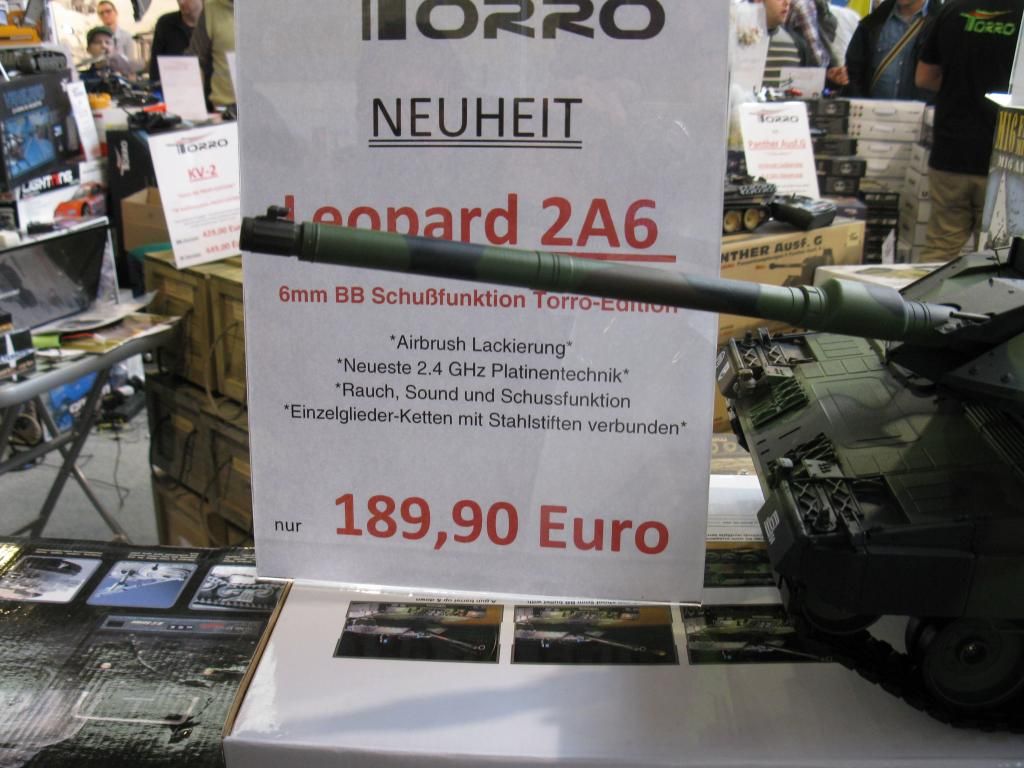 TORRO
NEUHEIT
Leopard 2A6
6mm BB Schußfunktion Torro-Edition
*Airbrush Lackierung*
*Neueste 2.4 GHz Platinentechnik*
*Rauch, Sound und Schussfunktion
*Einzelglieder-Ketten mit Stahlstiften verbunden*
nur 189,90 Euro
TORRO
KV-2
TORRO
Panther Ausf.G
TORRO
NTHER Ausf. G